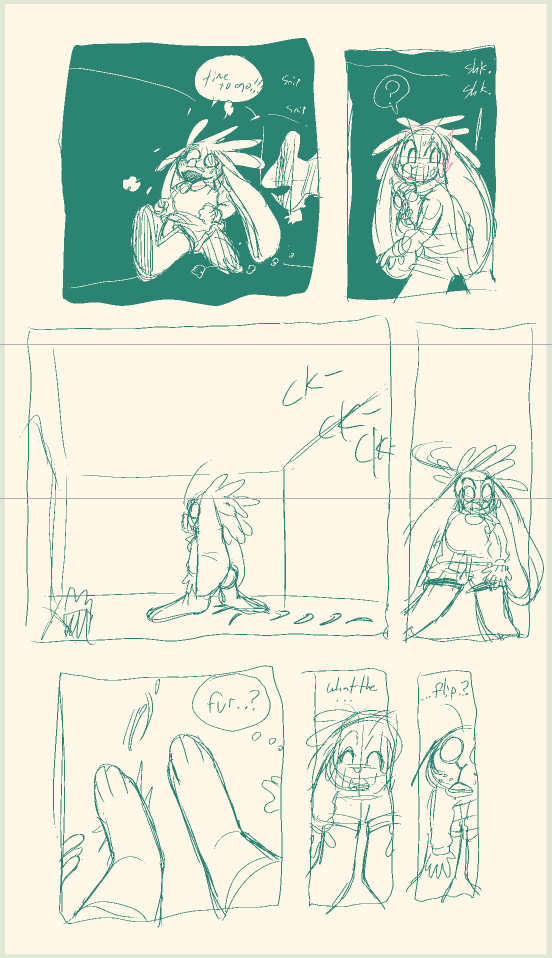 time
to go!!
snip
snip
shk.
shk.
?
CK-
CK-
CK-
fur..?
what the
...
...flip..?